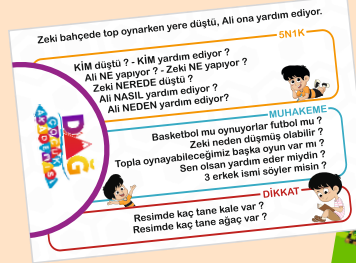 Zeki bahçede top oynarken yere düştü, Ali ona yardım ediyor.
5N1K
KİM düştü ? - KİM yardım ediyor ?
Ali NE yapıyor ? - Zeki NE yapıyor ?
Zeki NEREDE düştü ?
Ali NASIL yardım ediyor ?
Ali NEDEN yardım ediyor?
DAĞ
MUHAKEME
Basketbol mu oynuyorlar futbol mu ?
Zeki neden düşmüş olabilir ?
Topla oynayabileceğimiz başka oyun var mı ?
Sen olsan yardım eder miydin ?
3 erkek ismi söyler misin ?
DİKKAT
Resimde kaç tane kale var ?
Resimde kaç tane ağaç var ?